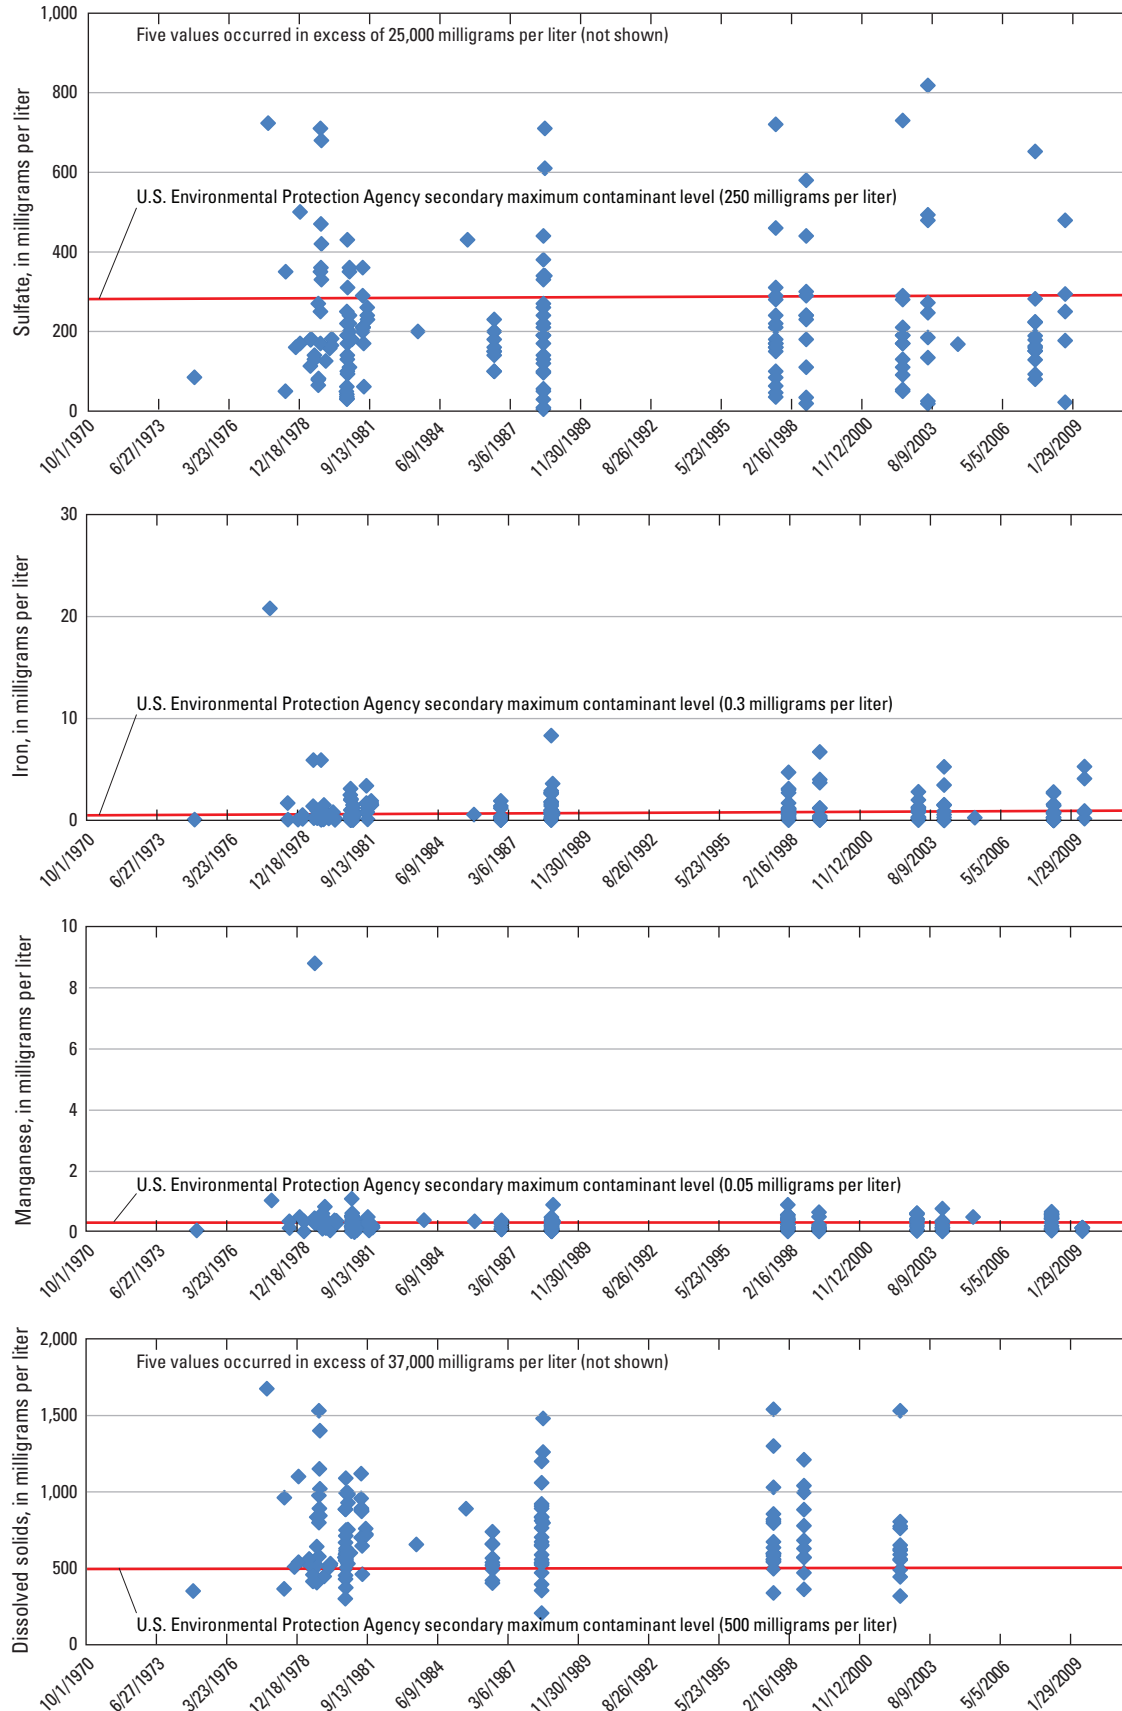 1,000
Five values occurred in excess of 25,000 milligrams per liter (not shown)
800
600
U.S. Environmental Protection Agency secondary maximum contaminant level (250 milligrams per liter)
400
200
0
Sulfate, in milligrams per liter
10/1/1970 6/27/1973 3/23/1976 12/18/1978 9/13/1981 6/9/1984 3/6/1987 11/30/1989 8/26/1992 5/23/1995 2/16/1998 11/12/2000 8/9/2003 5/5/2006 1/29/2009
30
20
U.S. Environmental Protection Agency secondary maximum contaminant level (0.3 milligrams per liter)
10
0
Iron, in milligrams per liter
10/1/1970 6/27/1973 3/23/1976 12/18/1978 9/13/1981 6/9/1984 3/6/1987 11/30/1989 8/26/1992 5/23/1995 2/16/1998 11/12/2000 8/9/2003 5/5/2006 1/29/2009
10
8
6
4
2
U.S. Environmental Protection Agency secondary maximum contaminant level (0.05 milligrams per liter)
0
Manganese, in milligrams per liter
10/1/1970 6/27/1973 3/23/1976 12/18/1978 9/13/1981 6/9/1984 3/6/1987 11/30/1989 8/26/1992 5/23/1995 2/16/1998 11/12/2000 8/9/2003 5/5/2006 1/29/2009
2,000
Five values occurred in excess of 37,000 milligrams per liter (not shown)
1,500
1,000
500
U.S. Environmental Protection Agency secondary maximum contaminant level (500 milligrams per liter)
0
Dissolved solids, in milligrams per liter
10/1/1970 6/27/1973 3/23/1976 12/18/1978 9/13/1981 6/9/1984 3/6/1987 11/30/1989 8/26/1992 5/23/1995 2/16/1998 11/12/2000 8/9/2003 5/5/2006 1/29/2009